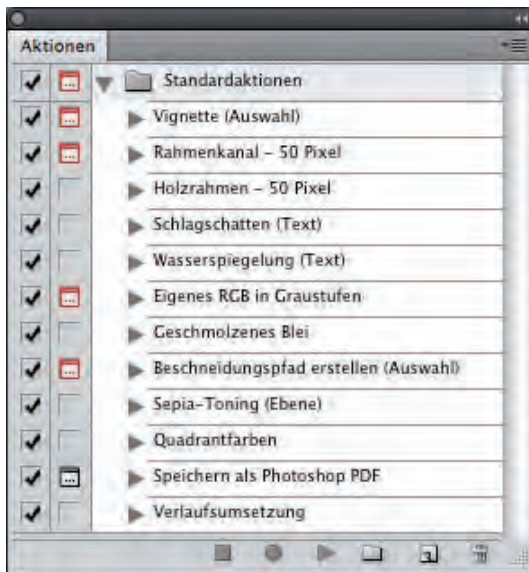 Aktionen
Standardaktionen
Vignette (Auswahl)
Rahmenkanal – 50 Pixel
Holzrahmen – 50 Pixel
Schlagschatten (Text)
Wasserspiegelung (Text)
Eigenes RGB in Graustufen
Geschmolzenes Blei
Beschneidungspfad erstellen (Auswahl)
Sepia-Toning (Ebene)
Quadrantfarben
Speichern als Photoshop PDF
Verlaufsumsetzung